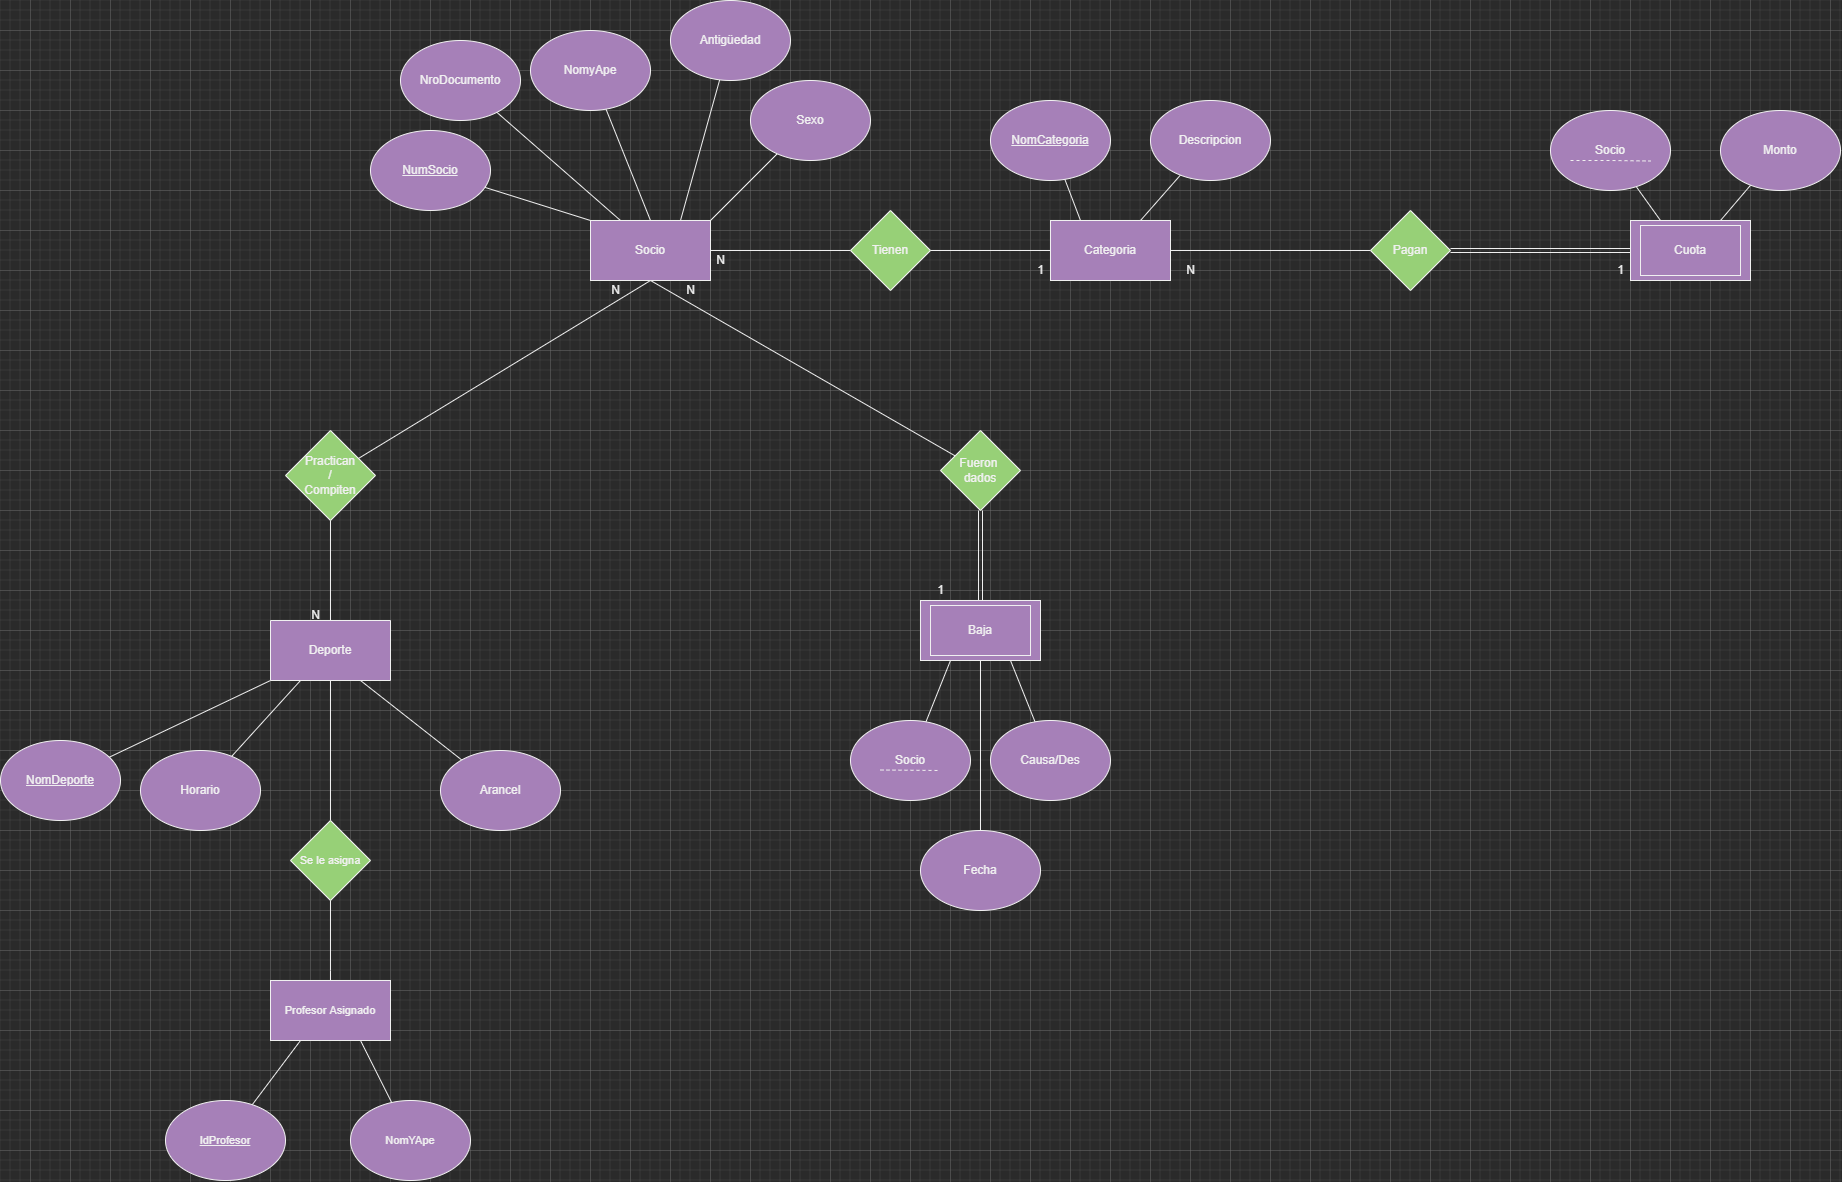 Antigüedad
NomyApe
NroDocumento
Sexo
NumSocio
NomCategoria
Descripcion
Socio
Monto
Socio
N
Tienen
1
Categoria
N
Pagan
1
Cuota
N
N
Practican
/
Compiten
Fueron
dados
1
N
Baja
Deporte
NomDeporte
Horario
Arancel
Socio
Causa/Des
Se le asigna
Fecha
Profesor Asignado
IdProfesor
NomYApe